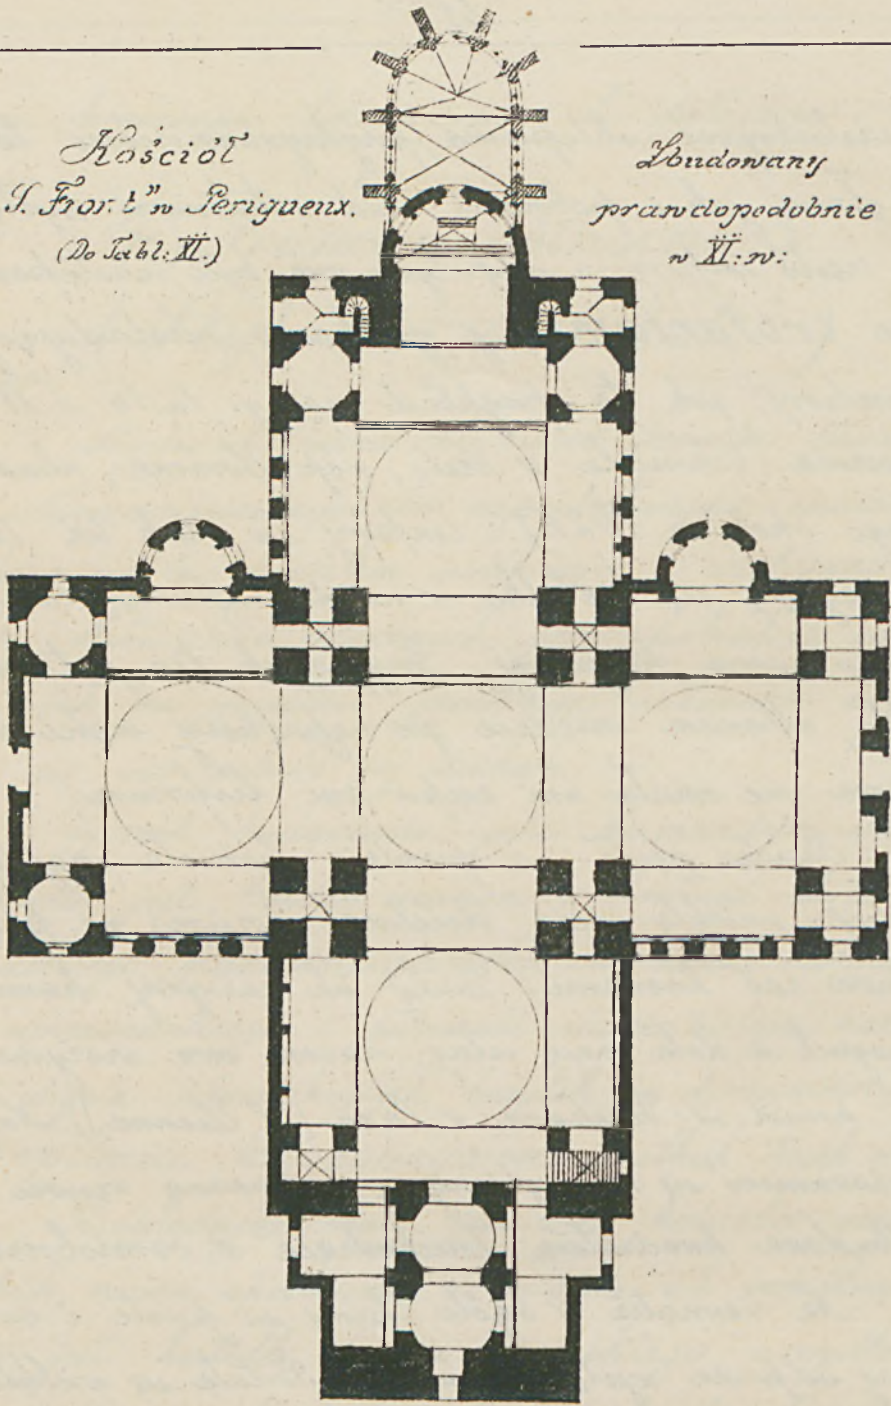 Kościół
S. Front" w Perigueux.
(Do Tabl: XI.)
Zbudowany
prawdopodobnie
w XI: w: